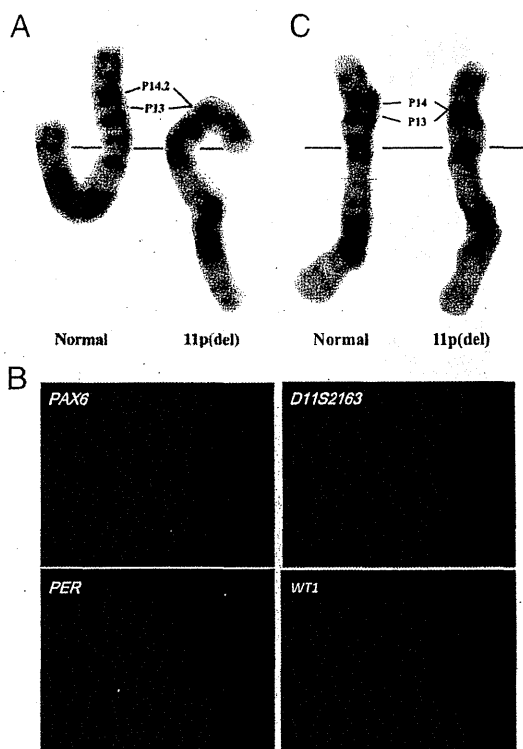 A
C
P14.2
P13
P14
P13
Normal
11p(del)
Normal
11p(del)
B
PAX6
D11S2163
PER
WT1